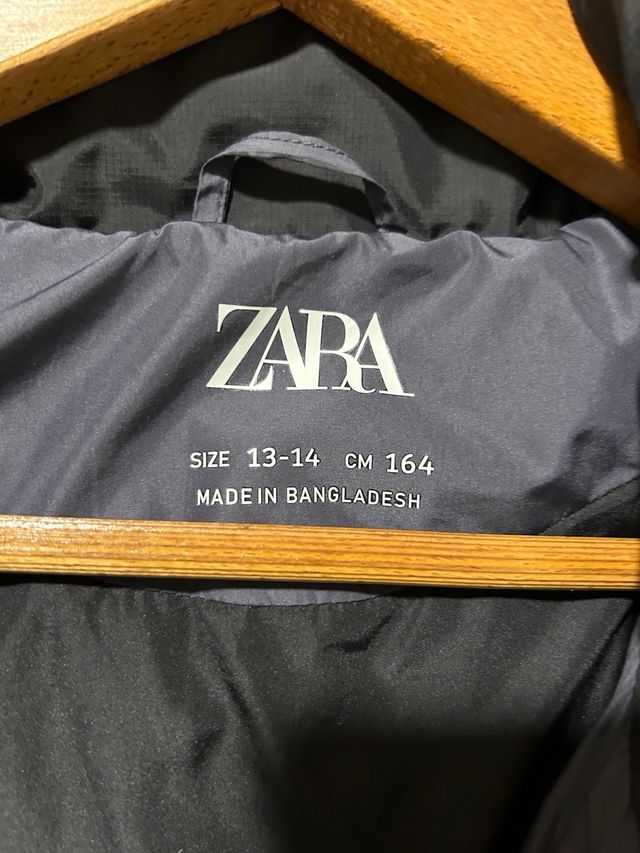 ZARA
SIZE 13-14 CM 164
MADE IN BANGLADESH